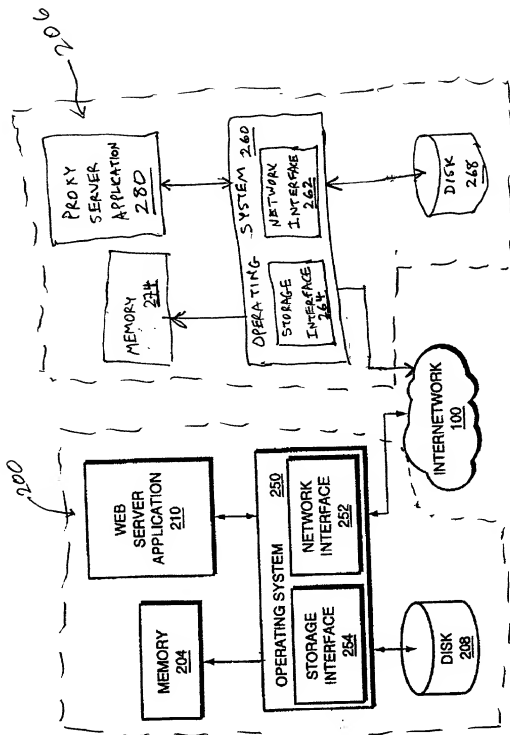 200
WEB
SERVER
APPLICATION
210
MEMORY
204
OPERATING SYSTEM 250
STORAGE
INTERFACE
254
NETWORK
INTERFACE
252
DISK
208
INTERNETWORK
100
206
PROXY
SERVER
APPLICATION
280
MEMORY
274
OPERATING SYSTEM 260
STORAGE
INTERFACE
264
NETWORK
INTERFACE
262
DISK
268